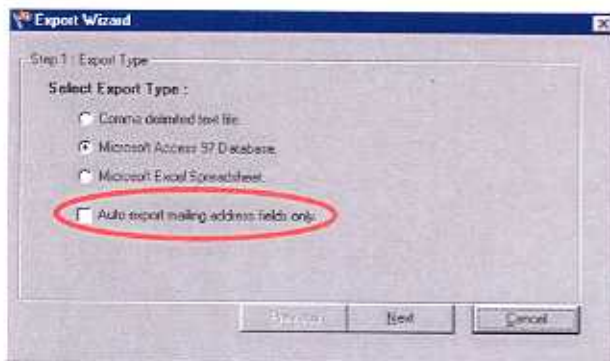 Export Wizard
Step 1 : Export Type
Select Export Type :
Comma delimited text file.
Microsoft Access 97 Database.
Microsoft Excel Spreadsheet.
Auto export mailing address fields only.
Previous
Next
Cancel